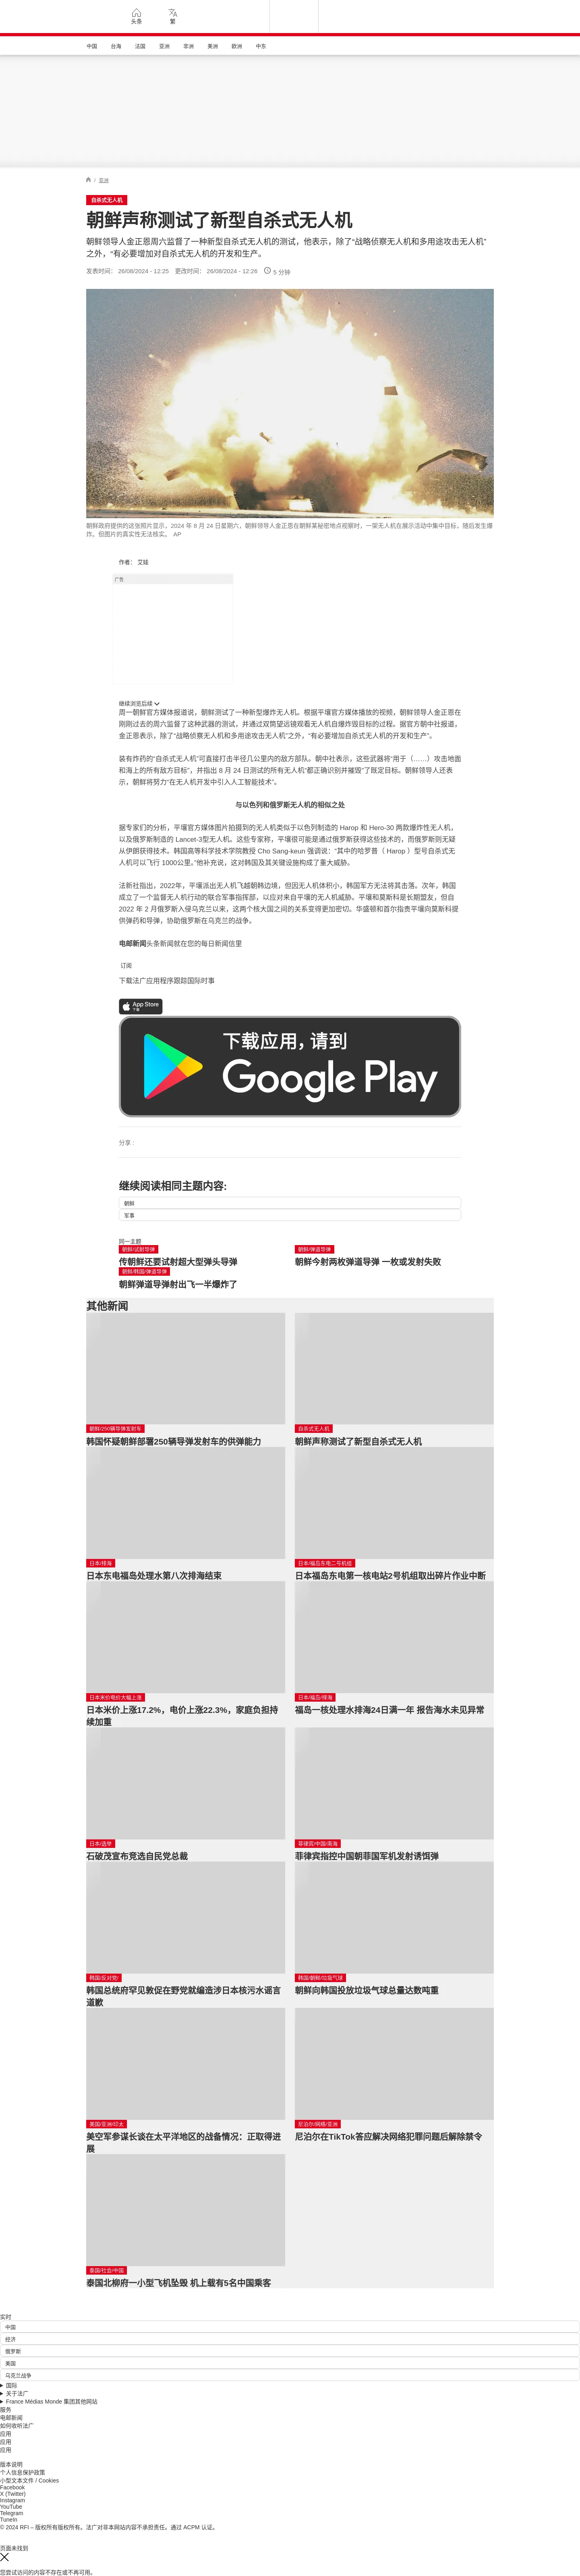 头条
繁
中国
台海
法国
亚洲
非洲
美洲
欧洲
中东
/ 亚洲
自杀式无人机
朝鲜声称测试了新型自杀式无人机
朝鲜领导人金正恩周六监督了一种新型自杀式无人机的测试，他表示，除了“战略侦察无人机和多用途攻击无人机”
之外，“有必要增加对自杀式无人机的开发和生产。
发表时间： 26/08/2024 - 12:25 更改时间： 26/08/2024 - 12:26 5 分钟
朝鲜政府提供的这张照片显示，2024 年 8 月 24 日星期六，朝鲜领导人金正恩在朝鲜某秘密地点视察时，一架无人机在展示活动中集中目标，随后发生爆
炸。但图片的真实性无法核实。 AP
作者： 艾娃
广告
继续浏览后续
周一朝鲜官方媒体报道说，朝鲜测试了一种新型爆炸无人机。根据平壤官方媒体播放的视频，朝鲜领导人金正恩在
刚刚过去的周六监督了这种武器的测试，并通过双筒望远镜观看无人机自爆炸毁目标的过程。据官方朝中社报道，
金正恩表示，除了“战略侦察无人机和多用途攻击无人机”之外，“有必要增加自杀式无人机的开发和生产”。
装有炸药的“自杀式无人机”可直接打击半径几公里内的敌方部队。朝中社表示，这些武器将“用于（……）攻击地面
和海上的所有敌方目标”，并指出 8 月 24 日测试的所有无人机“都正确识别并摧毁”了既定目标。朝鲜领导人还表
示，朝鲜将努力“在无人机开发中引入人工智能技术”。
与以色列和俄罗斯无人机的相似之处
据专家们的分析，平壤官方媒体图片拍摄到的无人机类似于以色列制造的 Harop 和 Hero-30 两款爆炸性无人机，
以及俄罗斯制造的 Lancet-3型无人机。这些专家称，平壤很可能是通过俄罗斯获得这些技术的，而俄罗斯则无疑
从伊朗获得技术。韩国高等科学技术学院教授 Cho Sang-keun 强调说：“其中的哈罗普（ Harop ）型号自杀式无
人机可以飞行 1000公里。”他补充说，这对韩国及其关键设施构成了重大威胁。
法新社指出，2022年，平壤派出无人机飞越朝韩边境，但因无人机体积小，韩国军方无法将其击落。次年，韩国
成立了一个监督无人机行动的联合军事指挥部，以应对来自平壤的无人机威胁。平壤和莫斯科是长期盟友，但自
2022 年 2 月俄罗斯入侵乌克兰以来，这两个核大国之间的关系变得更加密切。华盛顿和首尔指责平壤向莫斯科提
供弹药和导弹，协助俄罗斯在乌克兰的战争。
电邮新闻头条新闻就在您的每日新闻信里
订阅
下载法广应用程序跟踪国际时事
App Store
下载
下载应用，请到
Google Play
分享 :
继续阅读相同主题内容:
朝鲜
军事
同一主题
朝鲜/试射导弹
传朝鲜还要试射超大型弹头导弹
朝鲜/弹道导弹
朝鲜今射两枚弹道导弹 一枚或发射失败
朝鲜/韩国/弹道导弹
朝鲜弹道导弹射出飞一半爆炸了
其他新闻
朝鲜/250辆导弹发射车
韩国怀疑朝鲜部署250辆导弹发射车的供弹能力
自杀式无人机
朝鲜声称测试了新型自杀式无人机
日本/排海
日本东电福岛处理水第八次排海结束
日本/福岛东电二号机组
日本福岛东电第一核电站2号机组取出碎片作业中断
日本米价电价大幅上涨
日本米价上涨17.2%，电价上涨22.3%，家庭负担持
续加重
日本/福岛/排海
福岛一核处理水排海24日满一年 报告海水未见异常
日本/选举
石破茂宣布竞选自民党总裁
菲律宾/中国/南海
菲律宾指控中国朝菲国军机发射诱饵弹
韩国/反对党/
韩国总统府罕见敦促在野党就编造涉日本核污水谣言
道歉
韩国/朝鲜/垃圾气球
朝鲜向韩国投放垃圾气球总量达数吨重
美国/亚洲/印太
美空军参谋长谈在太平洋地区的战备情况：正取得进
展
尼泊尔/网络/亚洲
尼泊尔在TikTok答应解决网络犯罪问题后解除禁令
泰国/社会/中国
泰国北柳府一小型飞机坠毁 机上载有5名中国乘客
实时
中国
经济
俄罗斯
美国
乌克兰战争
国际
关于法广
France Médias Monde 集团其他网站
服务
电邮新闻
如何收听法广
应用
应用
应用
版本说明
个人信息保护政策
小型文本文件 / Cookies
Facebook
X (Twitter)
Instagram
YouTube
Telegram
TuneIn
© 2024 RFI – 版权所有版权所有。法广对非本网站内容不承担责任。通过 ACPM 认证。
页面未找到
您尝试访问的内容不存在或不再可用。